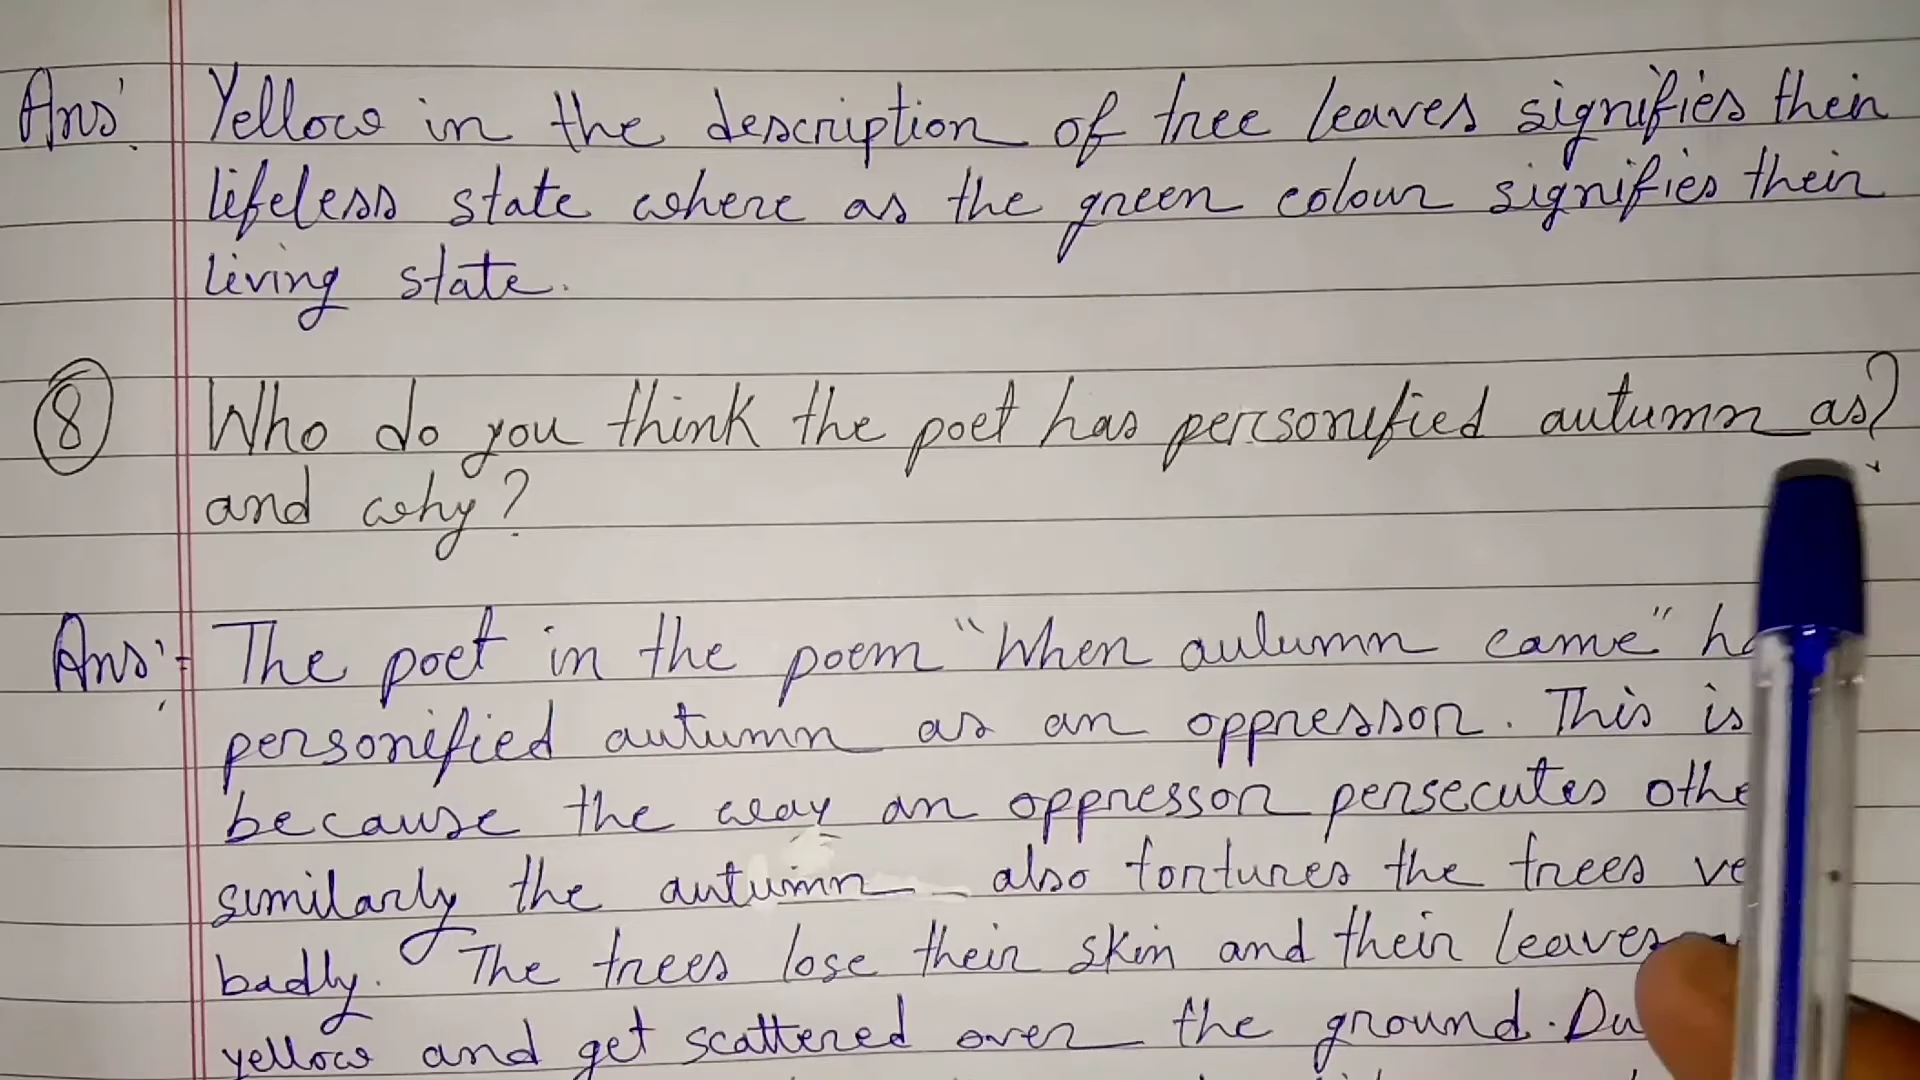 Ans: Yellow in the description of tree leaves signifies their
lifeless state where as the green colour signifies their
living state.
8 Who do you think the poet has personified autumn as?
and why?
Ans:- The poet in the poem "When autumn came"
personified autumn as an oppressor. This is
because the way an oppressor persecutes
similarly the autumn also tortures the trees
badly. The trees lose their skin and their leaves
yellow and get scattered over the ground.